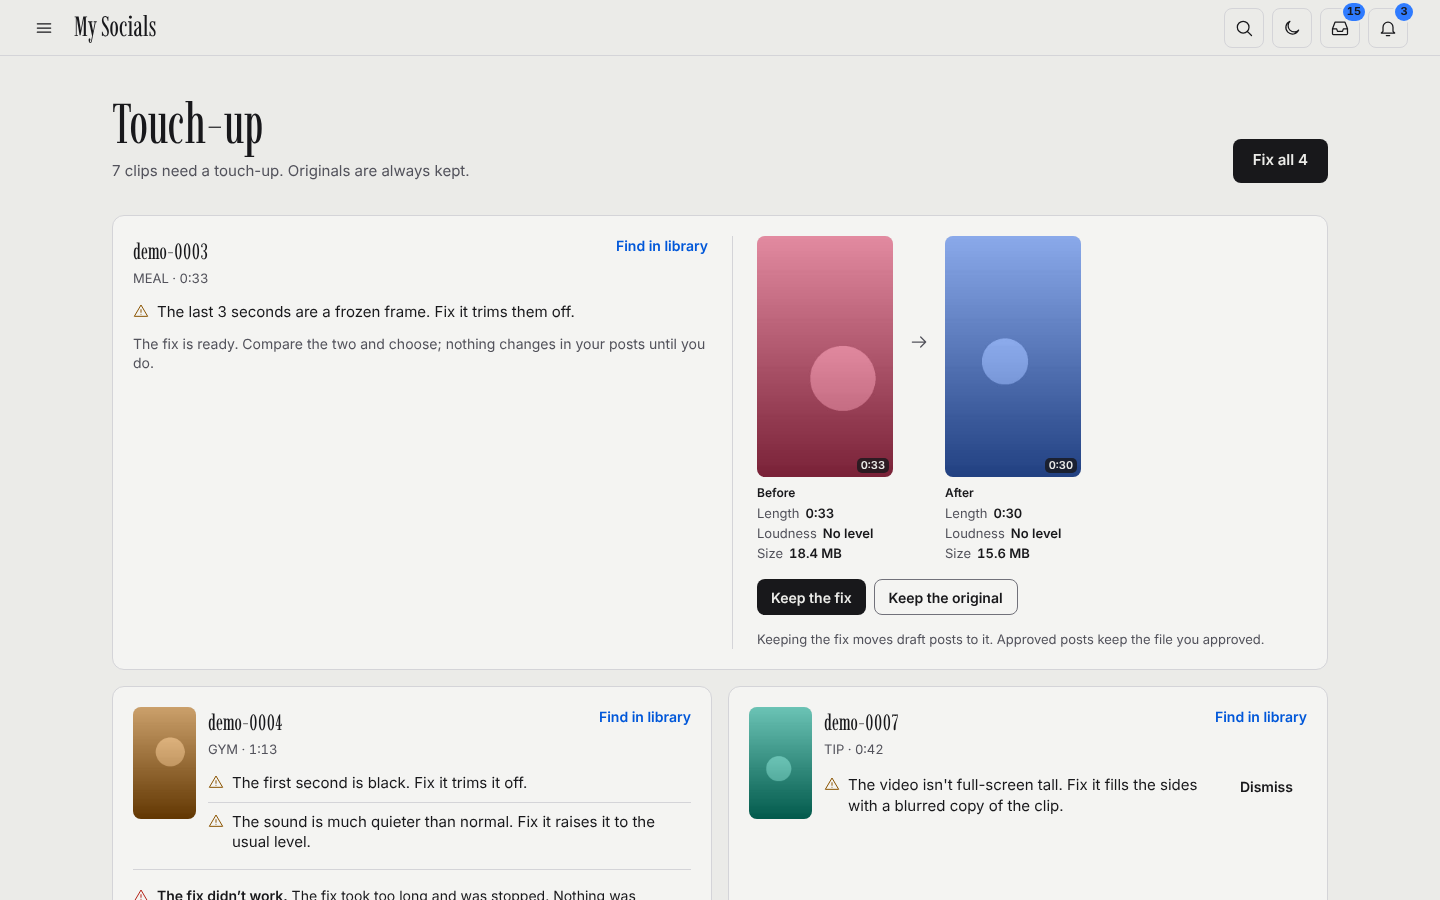 My Socials
15
3
Touch-up
7 clips need a touch-up. Originals are always kept.
Fix all 4
demo-0003
Find in library
MEAL · 0:33
The last 3 seconds are a frozen frame. Fix it trims them off.
The fix is ready. Compare the two and choose; nothing changes in your posts until you
do.
0:33
0:30
Before
Length 0:33
Loudness No level
Size 18.4 MB
After
Length 0:30
Loudness No level
Size 15.6 MB
Keep the fix
Keep the original
Keeping the fix moves draft posts to it. Approved posts keep the file you approved.
demo-0004
Find in library
GYM · 1:13
The first second is black. Fix it trims it off.
The sound is much quieter than normal. Fix it raises it to the
usual level.
The fix didn’t work. The fix took too long and was stopped. Nothing was
demo-0007
Find in library
TIP · 0:42
The video isn't full-screen tall. Fix it fills the sides
with a blurred copy of the clip.
Dismiss